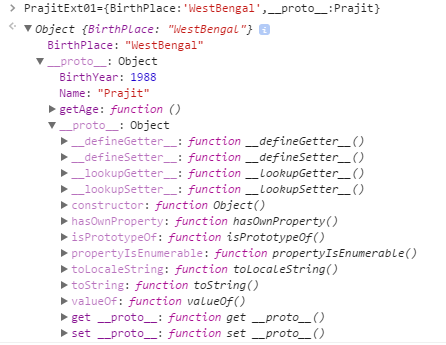 > PrajitExt01={BirthPlace:'WestBengal',__proto__:Prajit}
Object {BirthPlace: "WestBengal"} i
BirthPlace: "WestBengal"
__proto__: Object
BirthYear: 1988
Name: "Prajit"
getAge: function ()
__proto__: Object
__defineGetter__: function __defineGetter__()
__defineSetter__: function __defineSetter__()
__lookupGetter__: function __lookupGetter__()
__lookupSetter__: function __lookupSetter__()
constructor: function Object()
hasOwnProperty: function hasOwnProperty()
isPrototypeOf: function isPrototypeOf()
propertyIsEnumerable: function propertyIsEnumerable()
toLocaleString: function toLocaleString()
toString: function toString()
valueOf: function valueOf()
get __proto__: function get __proto__()
set __proto__: function set __proto__()